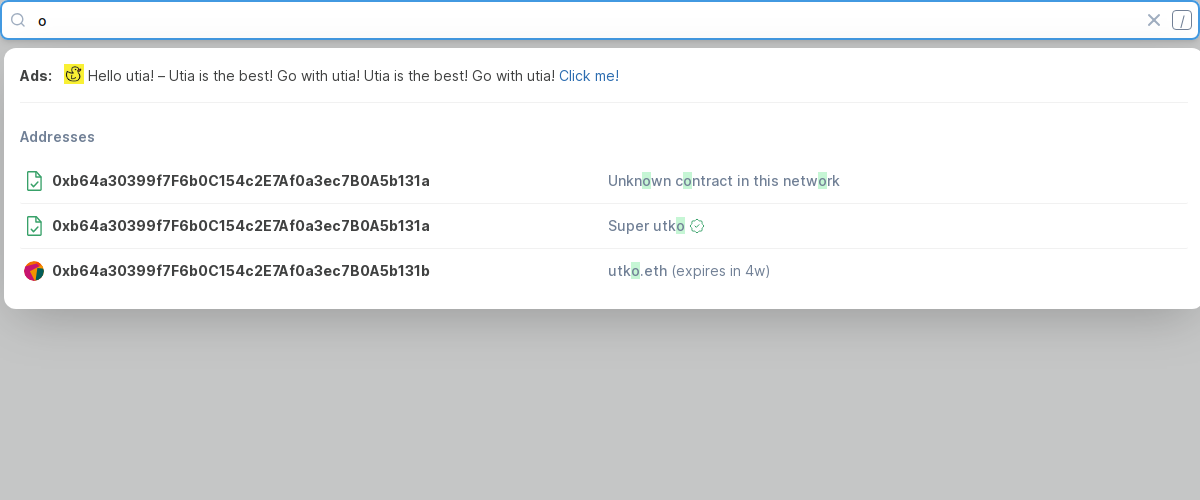 o /
Ads: Hello utia! – Utia is the best! Go with utia! Utia is the best! Go with utia! Click me!
Addresses
0xb64a30399f7F6b0C154c2E7Af0a3ec7B0A5b131a Unknown contract in this network
0xb64a30399f7F6b0C154c2E7Af0a3ec7B0A5b131a Super utko
0xb64a30399f7F6b0C154c2E7Af0a3ec7B0A5b131b utko.eth (expires in 4w)